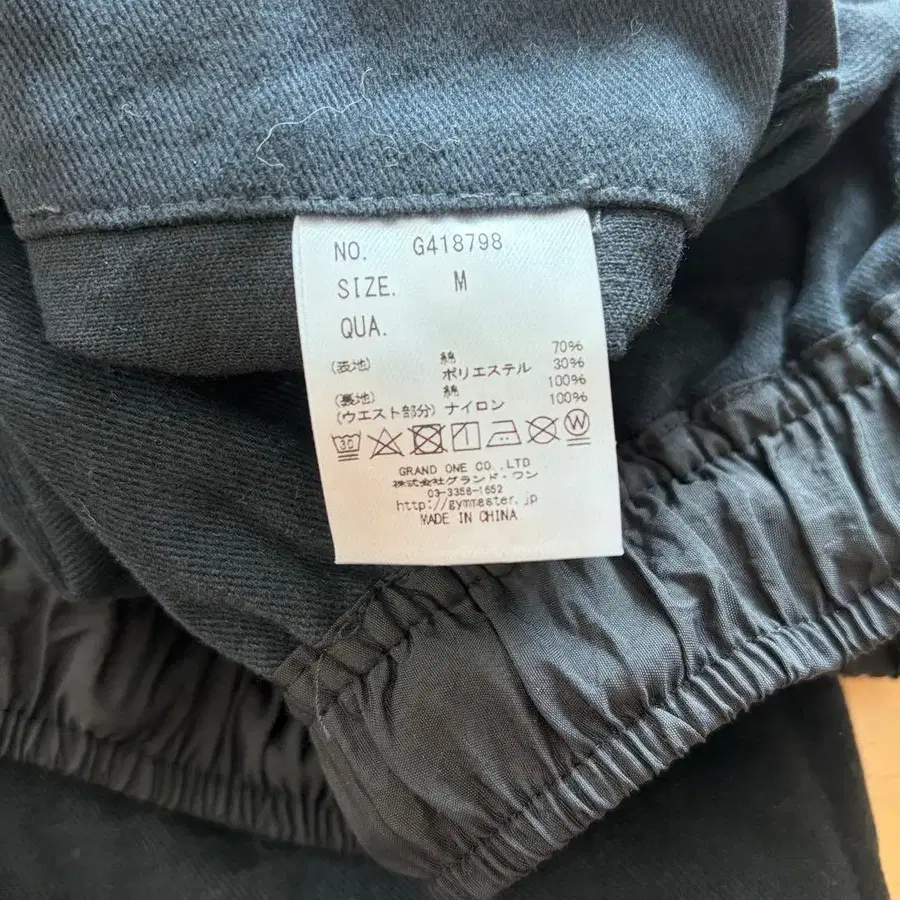 NO. G418798
SIZE. M
QUA.
(表地) 綿 70%
ポリエステル 30%
(裏地) 綿 100%
(ウエスト部分) ナイロン 100%
30 W
GRAND ONE CO.,LTD
株式会社グランド・ワン
03-3358-1652
http://gymmaster.jp
MADE IN CHINA